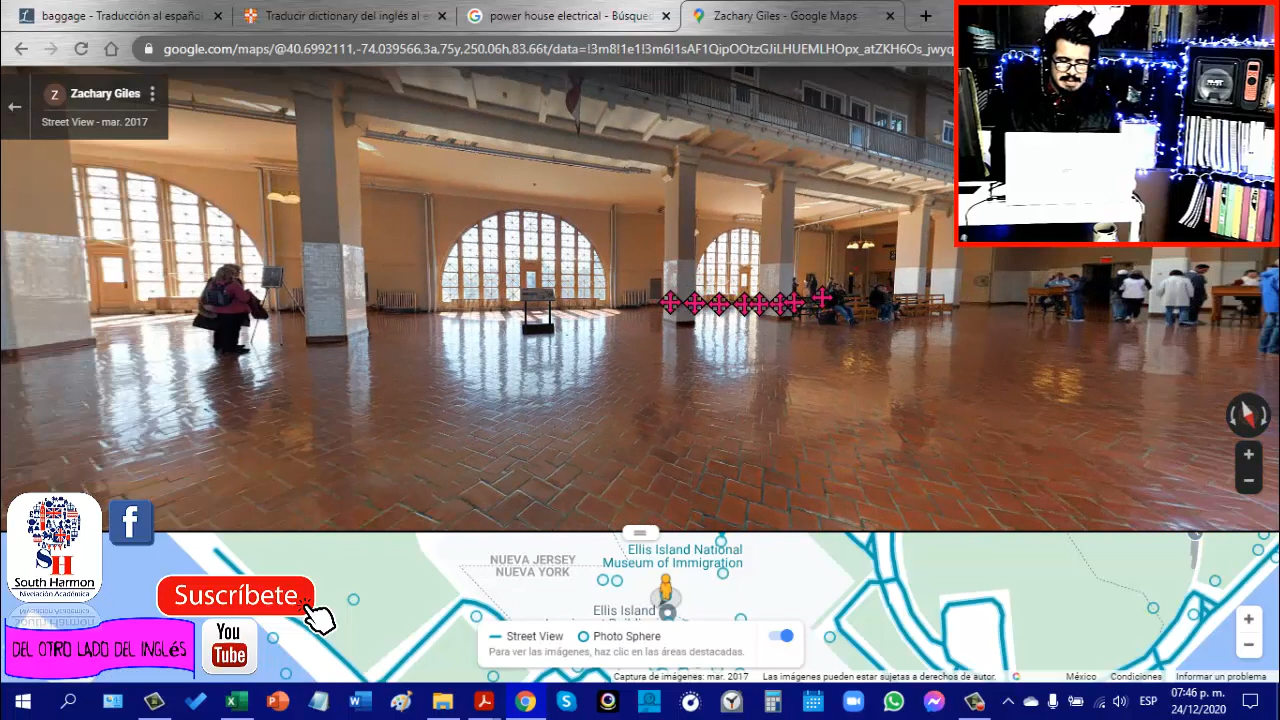 baggage - Traducción al español
Traducir dictionary del inglés al e
power house electrical - Búsque
Zachary Giles - Google Maps
google.com/maps/@40.6992111,-74.039566,3a,75y,250.06h,83.66t/data=!3m8!1e1!3m6!1sAF1QipOOtzGJiLHUEMLHOpx_atZKH6Os_jwyq
Z
Zachary Giles
Street View - mar. 2017
NUEVA JERSEY
NUEVA YORK
Ellis Island National
Museum of Immigration
Ellis Island
Street View
Photo Sphere
Para ver las imágenes, haz clic en las áreas destacadas.
Captura de imágenes: mar. 2017
Las imágenes pueden estar sujetas a derechos de autor.
México
Condiciones
Informar un problema
SH
South Harmon
Nivelación Académica
f
Suscríbete
DEL OTRO LADO DEL INGLéS
You
Tube
ESP
07:46 p. m.
24/12/2020